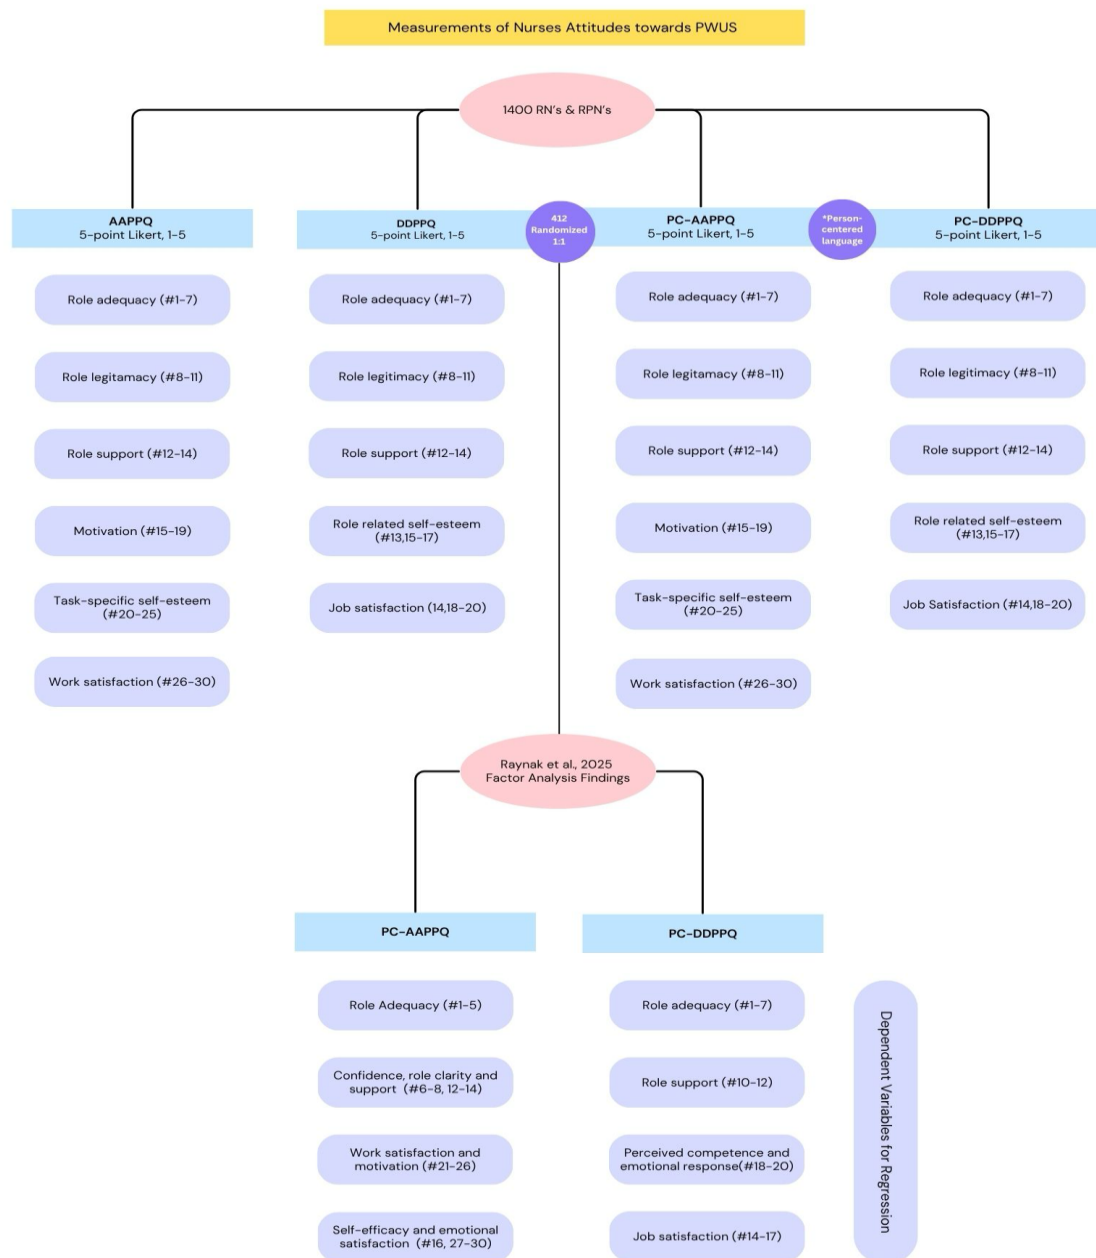 Measurements of Nurses Attitudes towards PWUS
1400 RN's & RPN's
AAPPQ
5-point Likert, 1-5
Role adequacy (#1-7)
Role legitamacy (#8-11)
Role support (#12-14)
Motivation (#15-19)
Task-specific self-esteem
(#20-25)
Work satisfaction (#26-30)
DDPPQ
5-point Likert, 1-5
Role adequacy (#1-7)
Role legitimacy (#8-11)
Role support (#12-14)
Role related self-esteem
(#13,15-17)
Job satisfaction (14,18-20)
412
Randomized
1:1
PC-AAPPQ
5-point Likert, 1-5
Role adequacy (#1-7)
Role legitamacy (#8-11)
Role support (#12-14)
Motivation (#15-19)
Task-specific self-esteem
(#20-25)
Work satisfaction (#26-30)
*Person-
centered
language
PC-DDPPQ
5-point Likert, 1-5
Role adequacy (#1-7)
Role legitimacy (#8-11)
Role support (#12-14)
Role related self-esteem
(#13,15-17)
Job Satisfaction (#14,18-20)
Raynak et al., 2025
Factor Analysis Findings
PC-AAPPQ
Role Adequacy (#1-5)
Confidence, role clarity and
support (#6-8, 12-14)
Work satisfaction and
motivation (#21-26)
Self-efficacy and emotional
satisfaction (#16, 27-30)
PC-DDPPQ
Role adequacy (#1-7)
Role support (#10-12)
Perceived competence and
emotional response(#18-20)
Job satisfaction (#14-17)
Dependent Variables for Regression